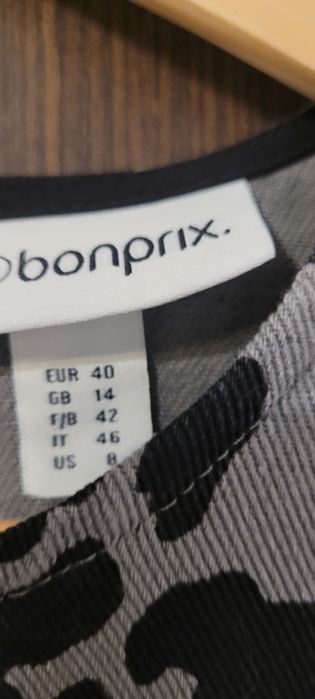 bonprix.
EUR 40
GB 14
F/B 42
IT 46
US 8